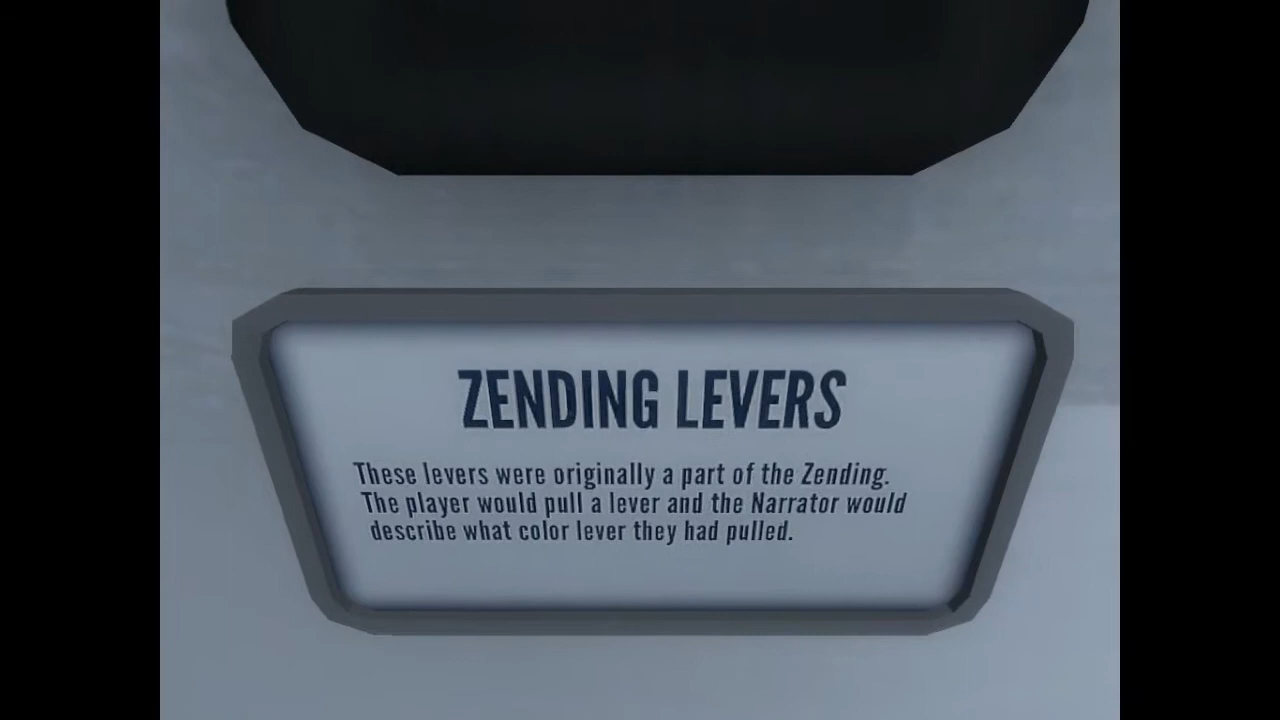 ZENDING LEVERS
These levers were originally a part of the Zending.
The player would pull a lever and the Narrator would
describe what color lever they had pulled.